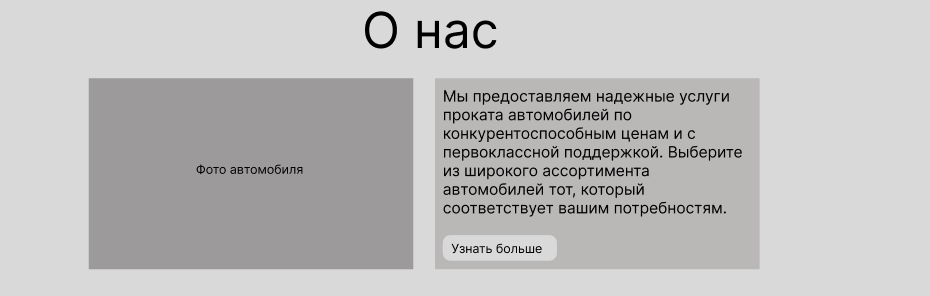 О нас
Фото автомобиля
Мы предоставляем надежные услуги
проката автомобилей по
конкурентоспособным ценам и с
первоклассной поддержкой. Выберите
из широкого ассортимента
автомобилей тот, который
соответствует вашим потребностям.
Узнать больше